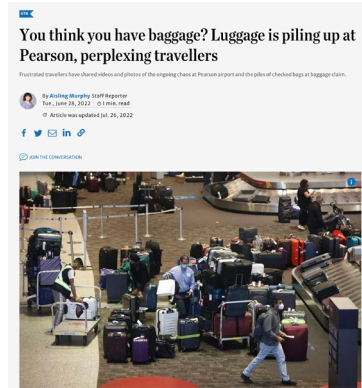 You think you have baggage? Luggage is piling up at
Pearson, perplexing travellers
Frustrated travellers have shared videos and photos of the ongoing chaos at Pearson airport and the piles of checked bags at baggage claim.
By Aisling Murphy Staff Reporter
Tue., June 28, 2022 1 min. read
Article was updated Jul. 26, 2022
JOIN THE CONVERSATION